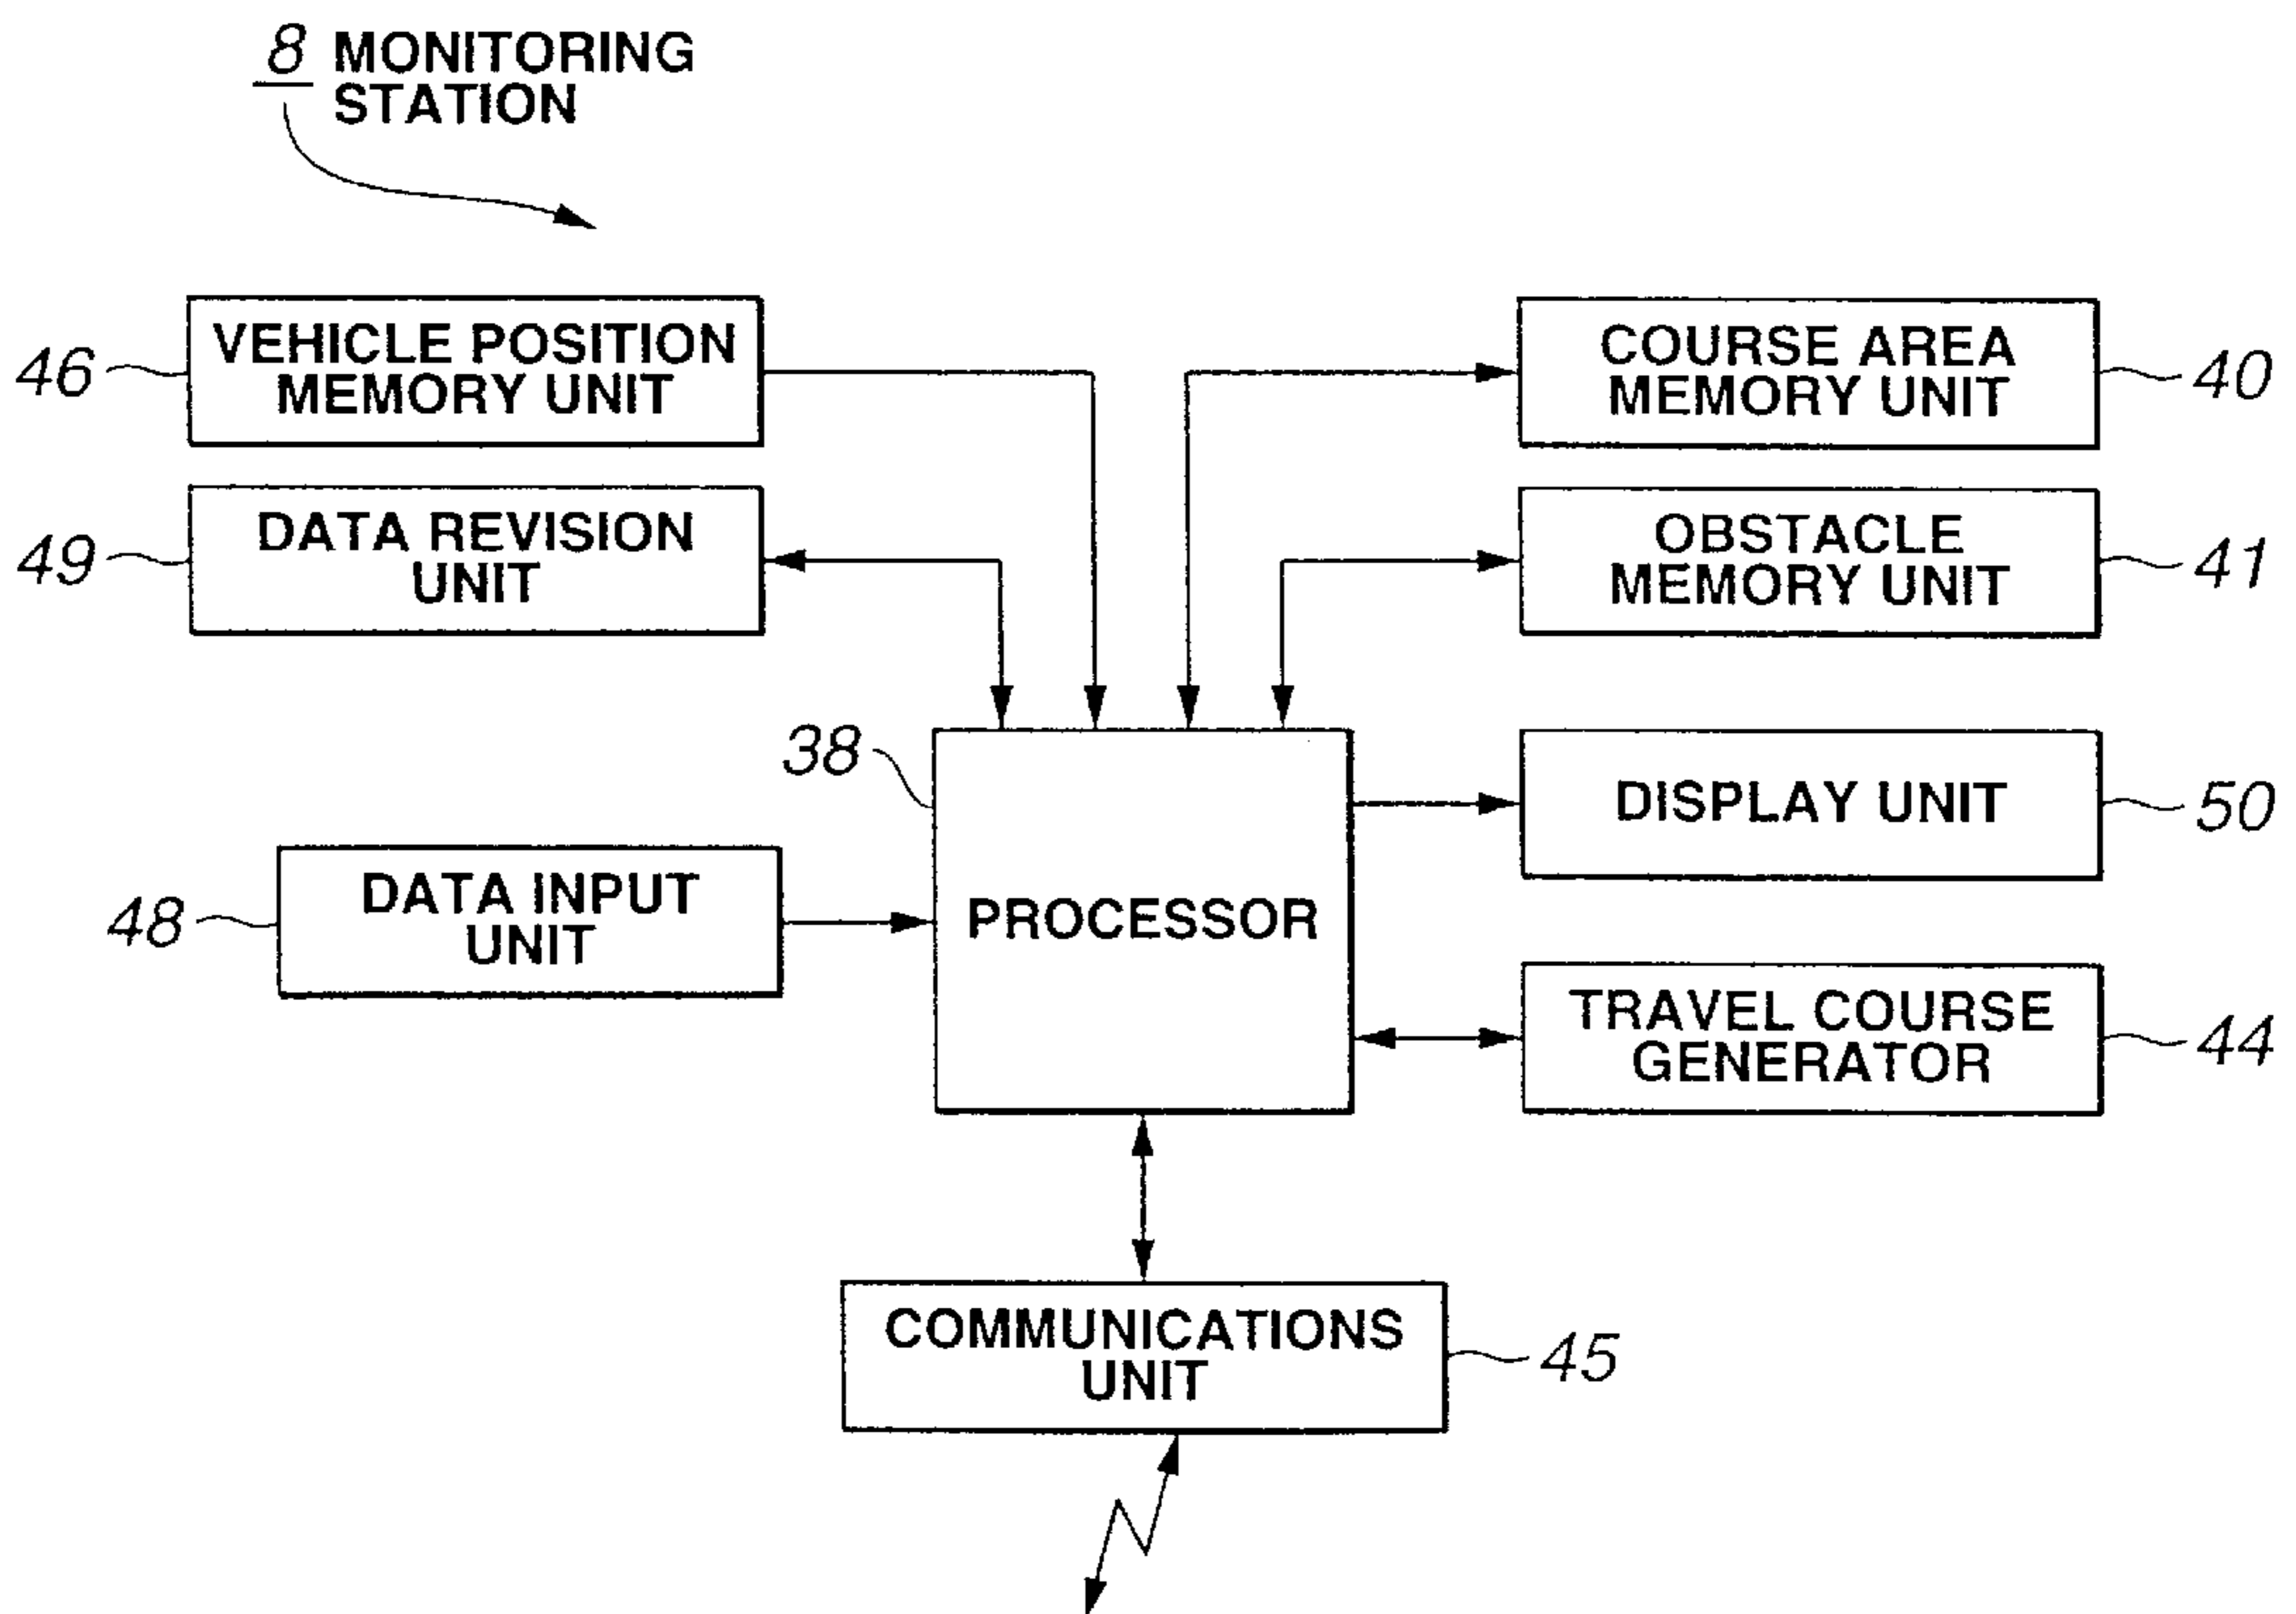 8 MONITORING
STATION
46
VEHICLE POSITION
MEMORY UNIT
COURSE AREA
MEMORY UNIT
40
49
DATA REVISION
UNIT
OBSTACLE
MEMORY UNIT
41
38
DISPLAY UNIT
50
48
DATA INPUT
UNIT
PROCESSOR
TRAVEL COURSE
GENERATOR
44
COMMUNICATIONS
UNIT
45